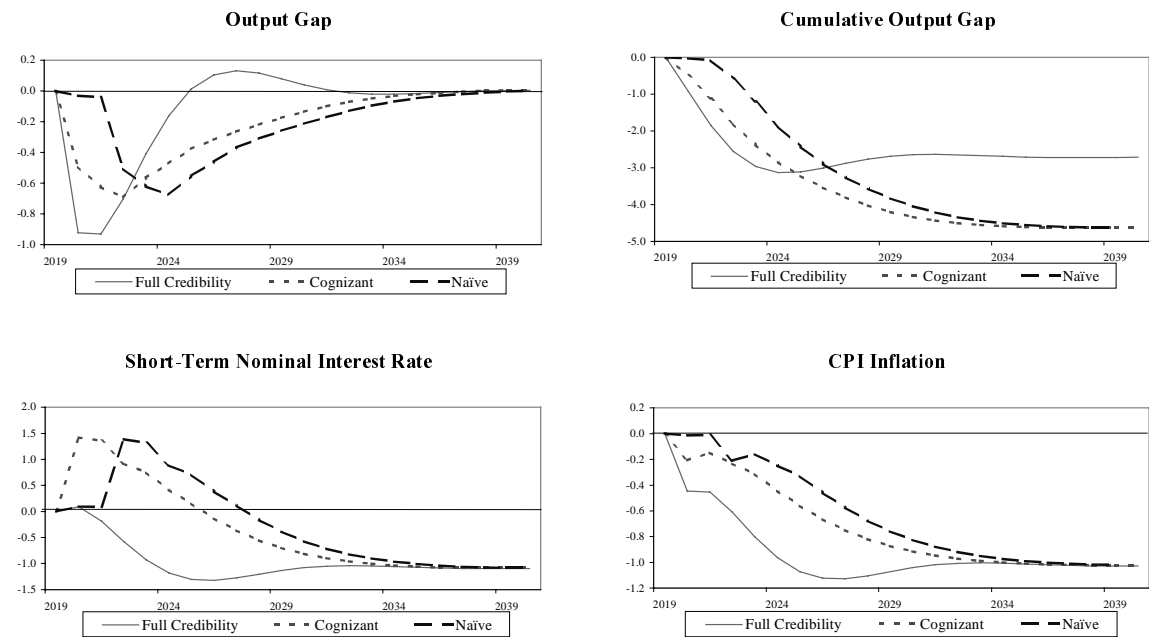 Output Gap
0.2
0.0
-0.2
-0.4
-0.6
-0.8
-1.0
2019 2024 2029 2034 2039
Full Credibility Cognizant Naïve
Cumulative Output Gap
0.0
-1.0
-2.0
-3.0
-4.0
-5.0
2019 2024 2029 2034 2039
Full Credibility Cognizant Naïve
Short-Term Nominal Interest Rate
2.0
1.5
1.0
0.5
0.0
-0.5
-1.0
-1.5
2019 2024 2029 2034 2039
Full Credibility Cognizant Naïve
CPI Inflation
0.2
0.0
-0.2
-0.4
-0.6
-0.8
-1.0
-1.2
2019 2024 2029 2034 2039
Full Credibility Cognizant Naïve